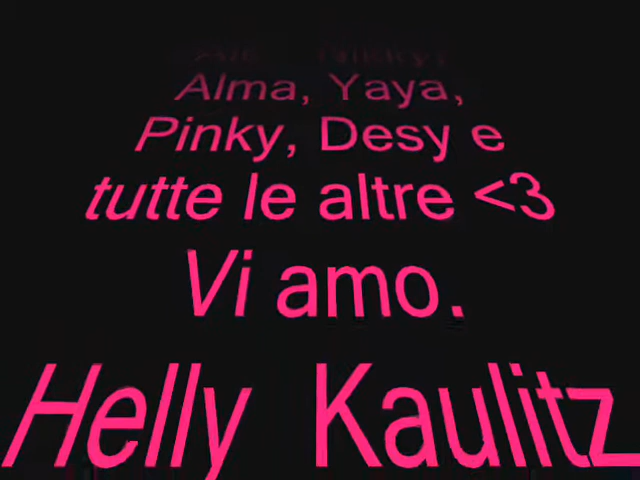 Alma, Yaya,
Pinky, Desy e
tutte le altre <3
Vi amo.
Helly Kaulitz